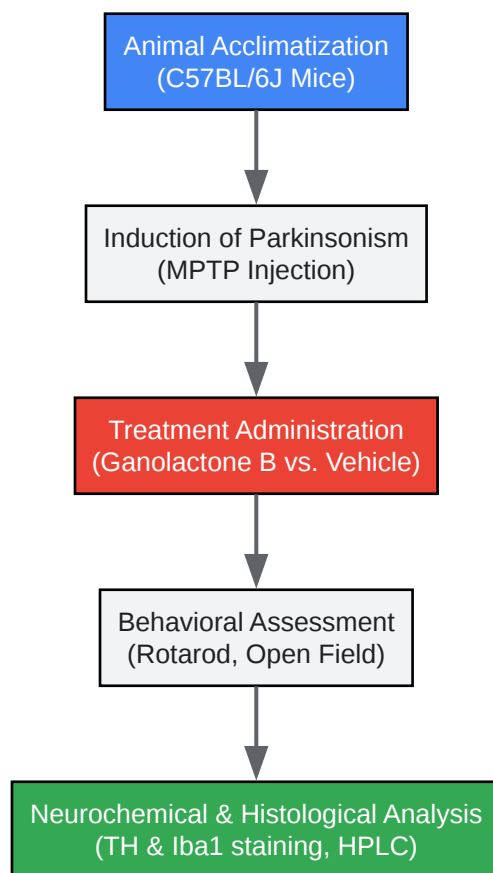 Animal Acclimatization
(C57BL/6J Mice)
Induction of Parkinsonism
(MPTP Injection)
Treatment Administration
(Ganolactone B vs. Vehicle)
Behavioral Assessment
(Rotarod, Open Field)
Neurochemical & Histological Analysis
(TH & Iba1 staining, HPLC)